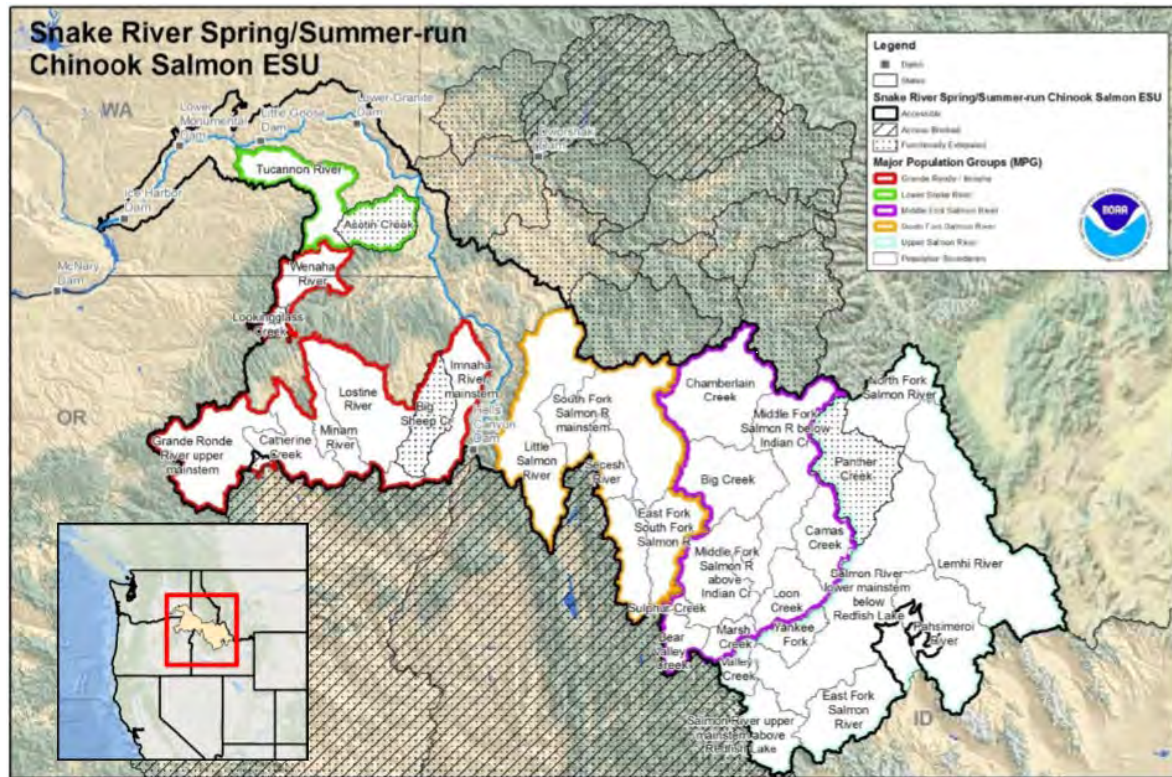 Snake River Spring/Summer-run
Chinook Salmon ESU
WA
Lower
Monumental
Dam
Little Goose
Dam
Lower Granite
Dam
Dworshak
Dam
Ice Harbor
Dam
McNary
Dam
Tucannon River
Asotin Creek
Wenaha
River
Lookingglass
Creek
OR
Grande Ronde
River upper
mainstem
Catherine
Creek
Minam
River
Lostine
River
Big
Sheep Cr
Imnaha
River
mainstem
Hells
Canyon
Dam
Little
Salmon
River
South Fork
Salmon R
mainstem
Secesh
River
East Fork
South Fork
Salmon R
Chamberlain
Creek
Middle Fork
Salmon R below
Indian Cr
Big Creek
Middle Fork
Salmon R
above
Indian Cr
Camas
Creek
Loon
Creek
Sulphur Creek
Bear
Valley
Creek
Marsh
Creek
North Fork
Salmon River
Panther
Creek
Lemhi River
Salmon River
lower mainstem
below
Redfish Lake
Pahsimeroi
River
Yankee
Fork
Valley
Creek
East Fork
Salmon
River
Salmon River upper
mainstem above
Redfish Lake
ID
Legend
Dams
States
Snake River Spring/Summer-run Chinook Salmon ESU
Accessible
Access Blocked
Functionally Extirpated
Major Population Groups (MPG)
Grande Ronde / Imnaha
Lower Snake River
Middle Fork Salmon River
South Fork Salmon River
Upper Salmon River
Population Boundaries
NOAA